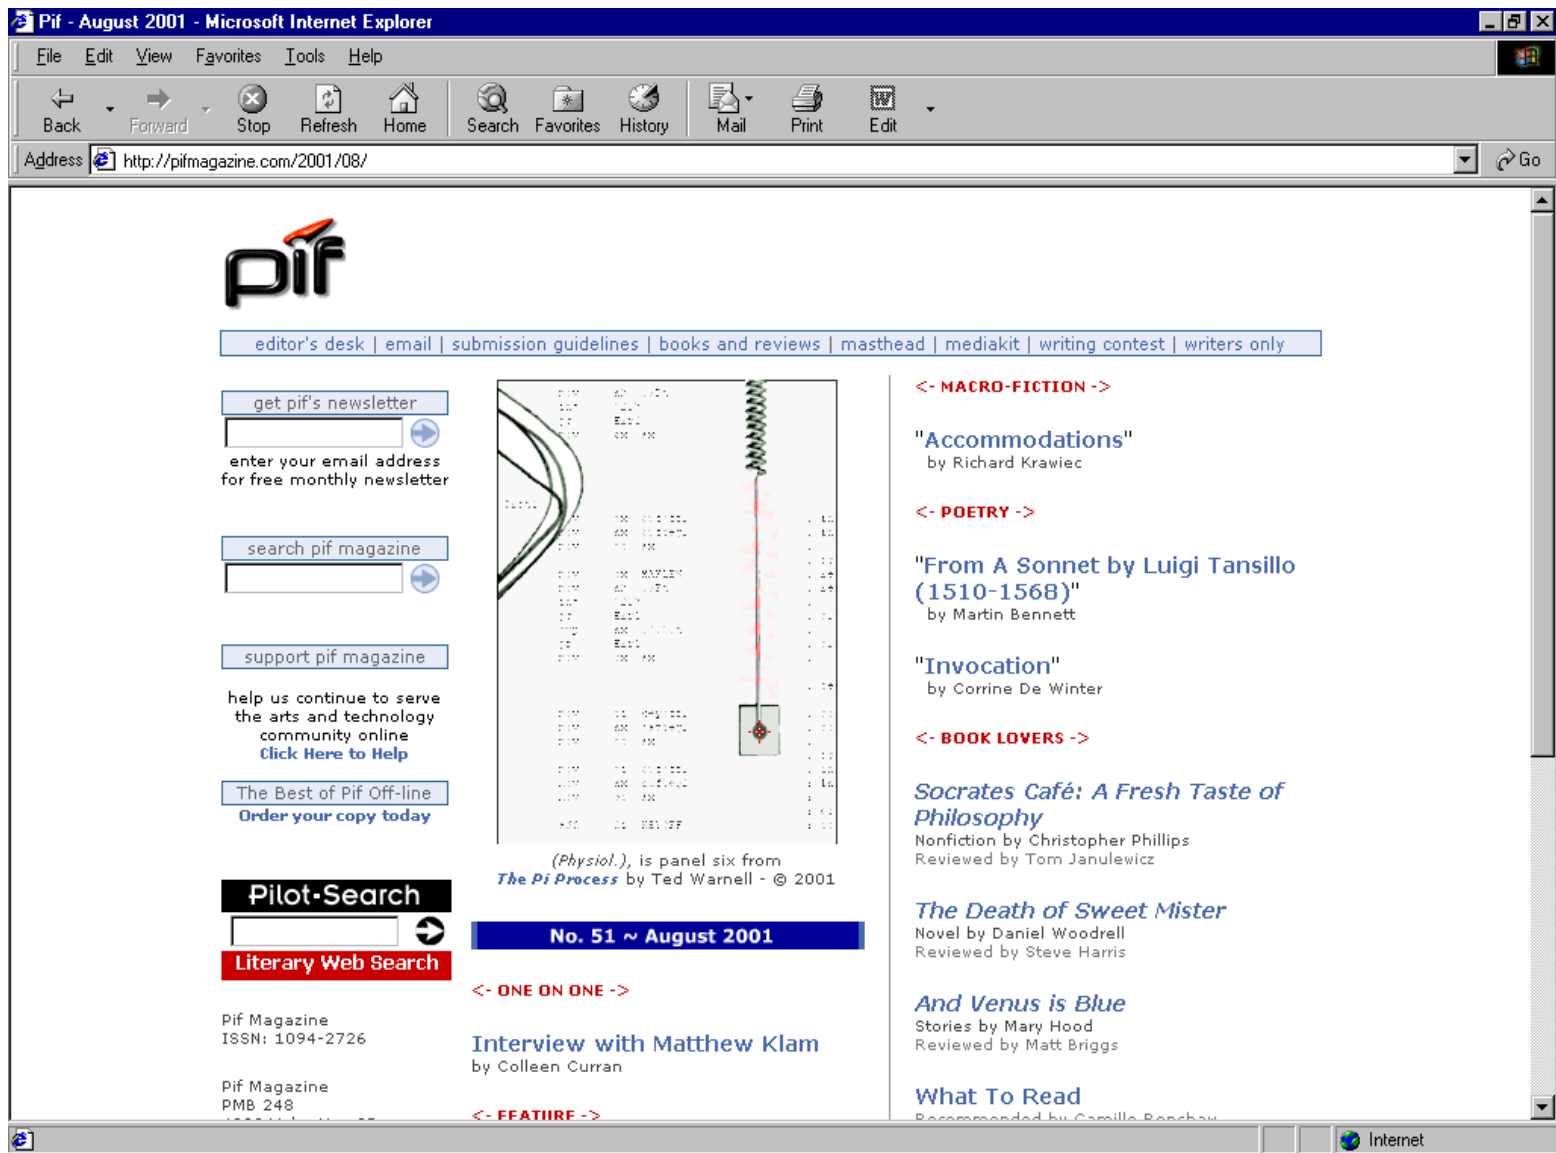 Pif - August 2001 - Microsoft Internet Explorer
File Edit View Favorites Tools Help
Back Forward Stop Refresh Home Search Favorites History Mail Print Edit
Address http://pifmagazine.com/2001/08/ Go
pif
editor's desk | email | submission guidelines | books and reviews | masthead | mediakit | writing contest | writers only
get pif's newsletter
enter your email address
for free monthly newsletter
search pif magazine
support pif magazine
help us continue to serve
the arts and technology
community online
Click Here to Help
The Best of Pif Off-line
Order your copy today
Pilot-Search
Literary Web Search
Pif Magazine
ISSN: 1094-2726
Pif Magazine
PMB 248
(Physiol.), is panel six from
The Pi Process by Ted Warnell - © 2001
No. 51 ~ August 2001
<- ONE ON ONE ->
Interview with Matthew Klam
by Colleen Curran
<- FEATURE ->
<- MACRO-FICTION ->
"Accommodations"
by Richard Krawiec
<- POETRY ->
"From A Sonnet by Luigi Tansillo
(1510-1568)"
by Martin Bennett
"Invocation"
by Corrine De Winter
<- BOOK LOVERS ->
Socrates Café: A Fresh Taste of
Philosophy
Nonfiction by Christopher Phillips
Reviewed by Tom Janulewicz
The Death of Sweet Mister
Novel by Daniel Woodrell
Reviewed by Steve Harris
And Venus is Blue
Stories by Mary Hood
Reviewed by Matt Briggs
What To Read
Recommended by Camille Renshaw
Internet